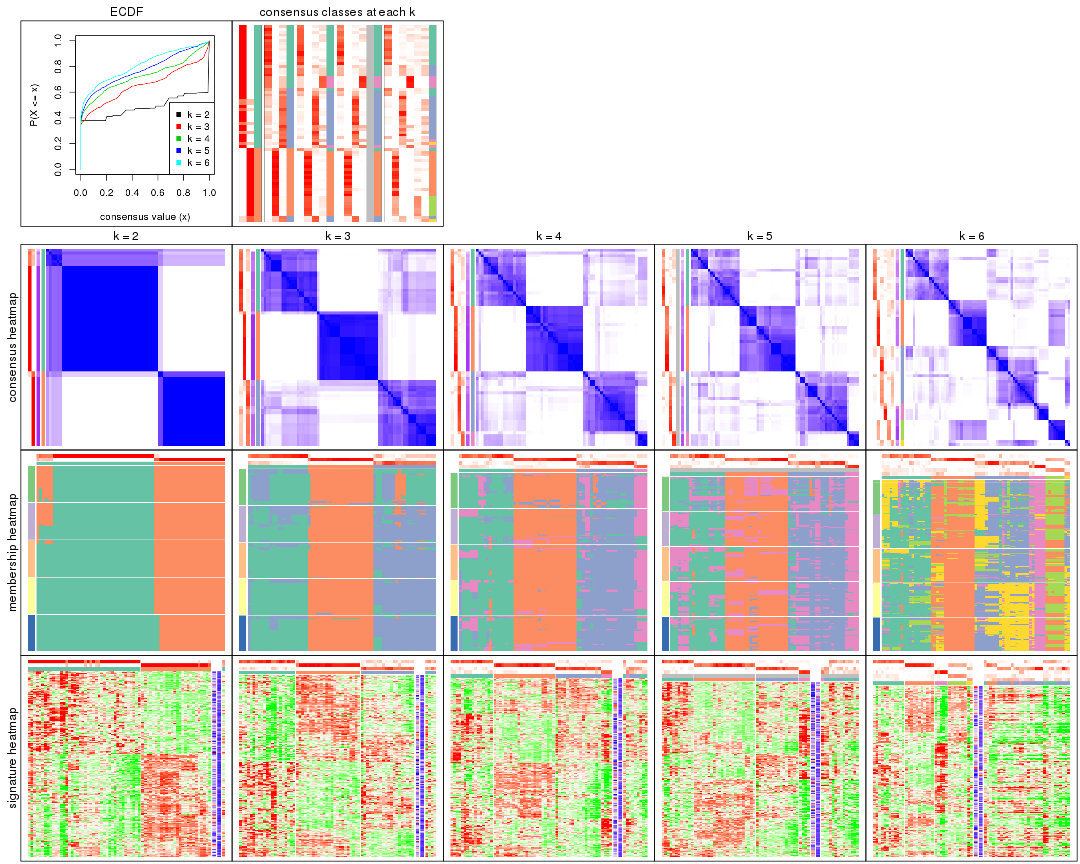 ECDF
consensus classes at each k
P(X <= x)
1.0
0.8
0.6
0.4
0.2
0.0
k = 2
k = 3
k = 4
k = 5
k = 6
0.0 0.2 0.4 0.6 0.8 1.0
consensus value (x)
k = 2 k = 3 k = 4 k = 5 k = 6
consensus heatmap
membership heatmap
signature heatmap